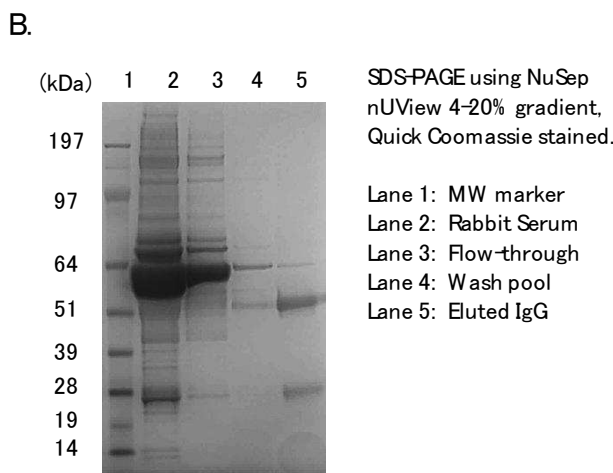 B.
(kDa) 1 2 3 4 5
197
97
64
51
39
28
19
14
SDS-PAGE using NuSep
nUView 4-20% gradient,
Quick Coomassie stained.
Lane 1: MW marker
Lane 2: Rabbit Serum
Lane 3: Flow-through
Lane 4: Wash pool
Lane 5: Eluted IgG